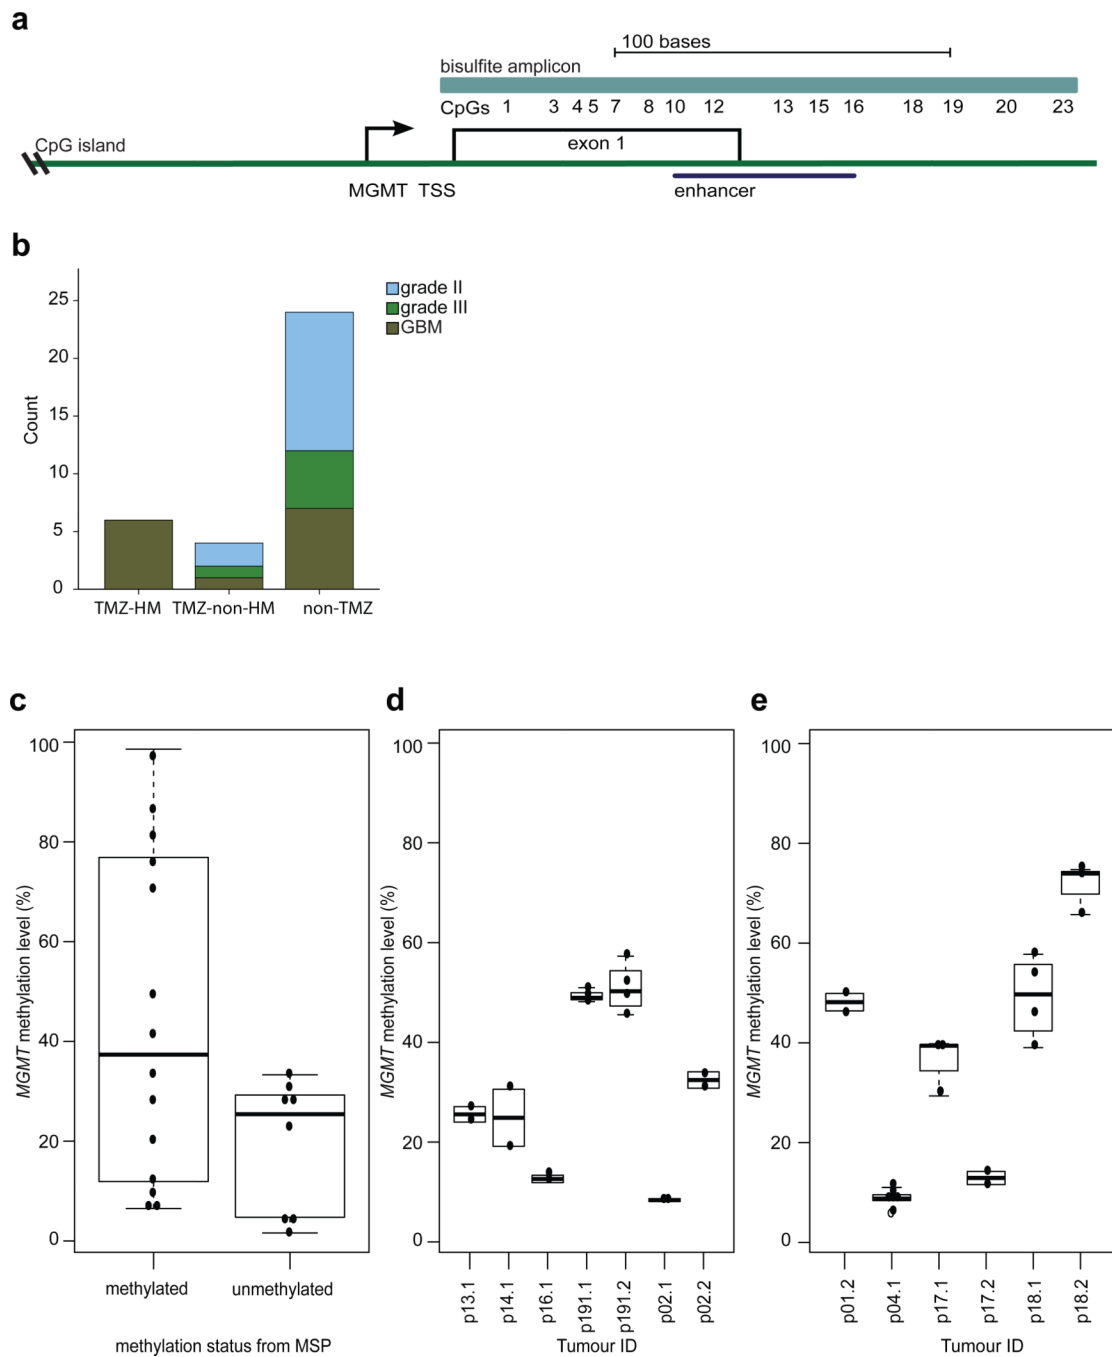 a
100 bases
bisulfite amplicon
CpGs 1 3 4 5 7 8 10 12 13 15 16 18 19 20 23
CpG island
exon 1
MGMT TSS
enhancer
b
Count
25
20
15
10
5
0
grade II
grade III
GBM
TMZ-HM TMZ-non-HM non-TMZ
c
MGMT methylation level (%)
100
80
60
40
20
0
methylated unmethylated
methylation status from MSP
d
MGMT methylation level (%)
100
80
60
40
20
0
p13.1 p14.1 p16.1 p191.1 p191.2 p02.1 p02.2
Tumour ID
e
MGMT methylation level (%)
100
80
60
40
20
0
p01.2 p04.1 p17.1 p17.2 p18.1 p18.2
Tumour ID